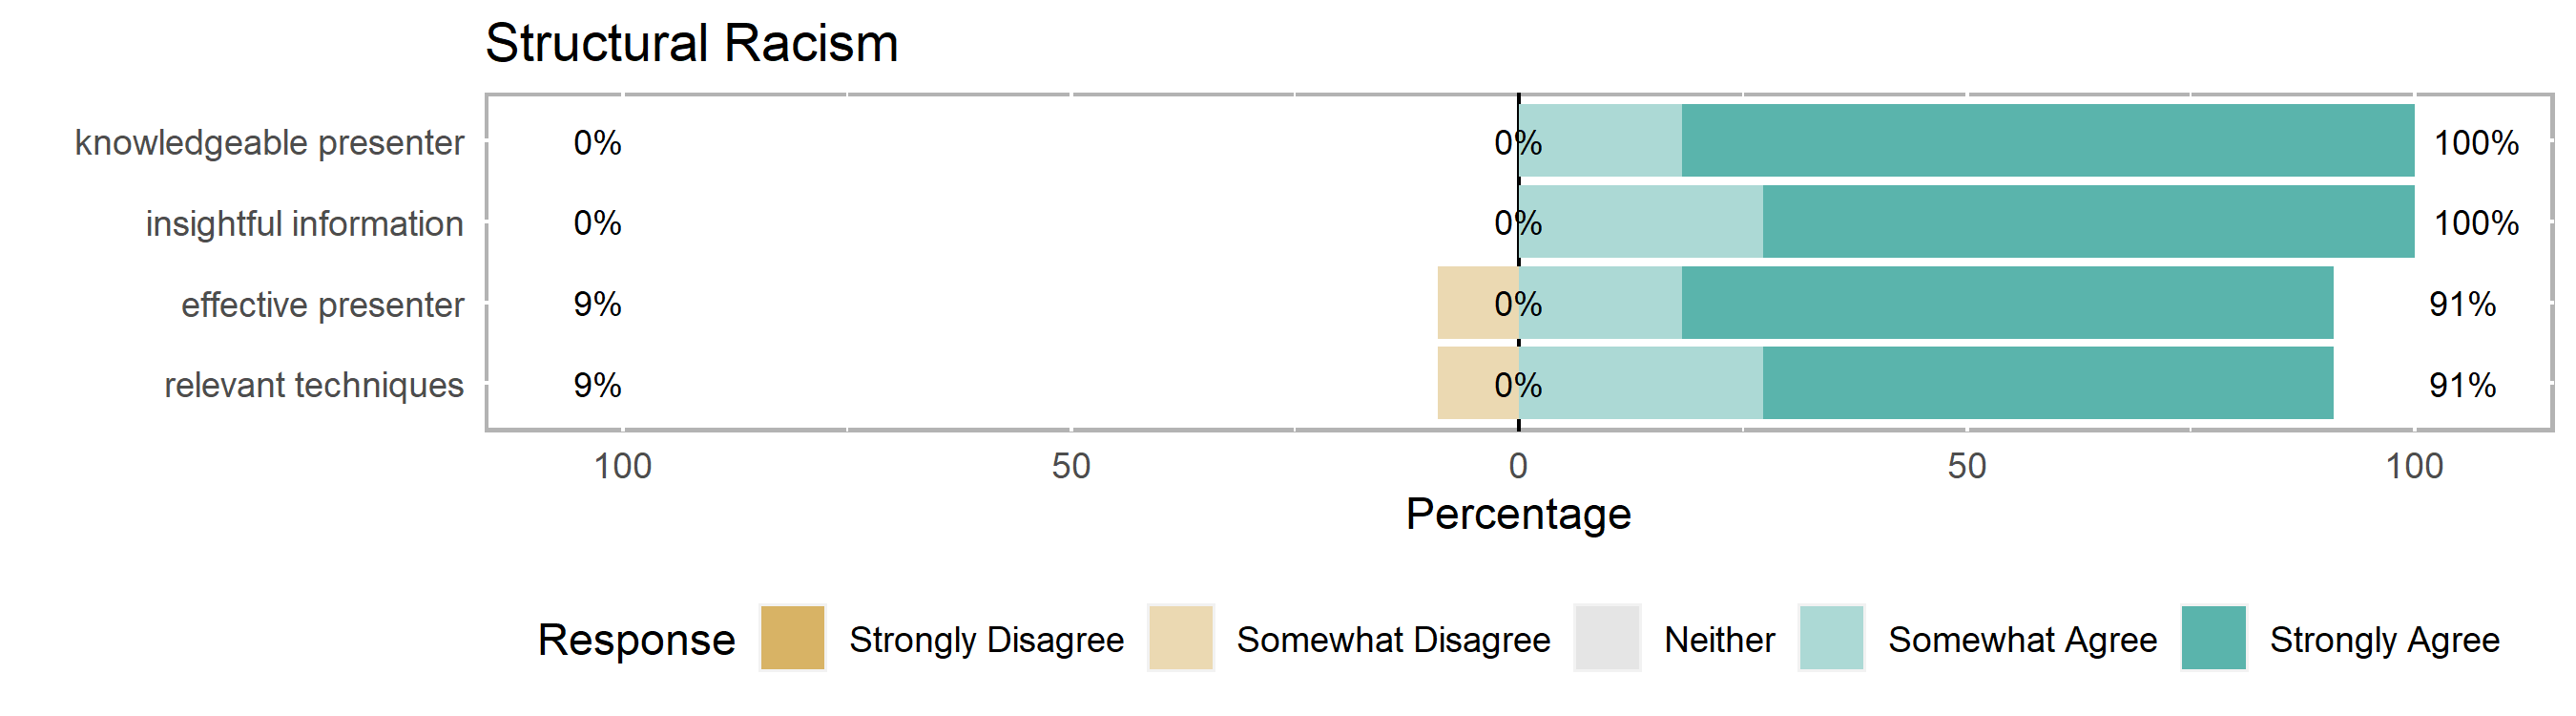 Structural Racism
knowledgeable presenter 0% 0% 100%
insightful information 0% 0% 100%
effective presenter 9% 0% 91%
relevant techniques 9% 0% 91%
100 50 0 50 100
Percentage
Response Strongly Disagree Somewhat Disagree Neither Somewhat Agree Strongly Agree